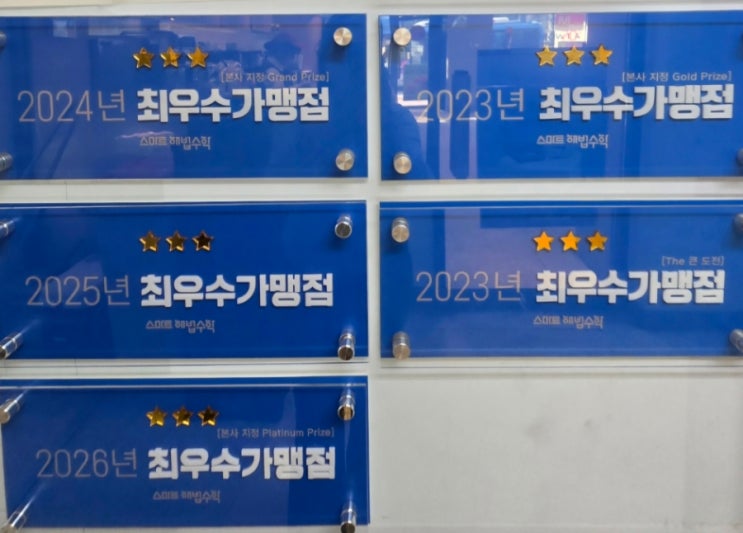 [본사 지정 Grand Prize]
2024년 최우수가맹점
스마트 해법수학
[본사 지정 Gold Prize]
2023년 최우수가맹점
스마트 해법수학
2025년 최우수가맹점
스마트 해법수학
[The 큰 도전]
2023년 최우수가맹점
스마트 해법수학
[본사 지정 Platinum Prize]
2026년 최우수가맹점
스마트 해법수학